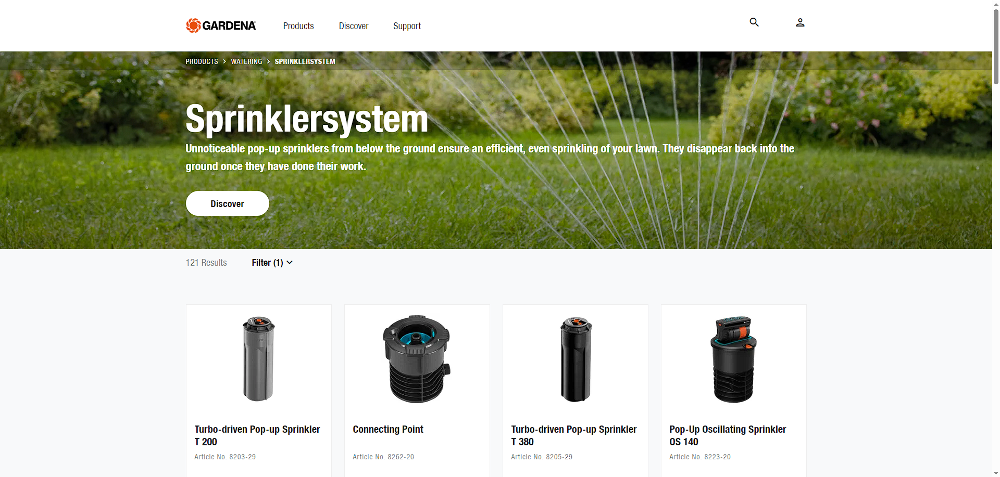 GARDENA
Products
Discover
Support
PRODUCTS > WATERING > SPRINKLERSYSTEM
Sprinklersystem
Unnoticeable pop-up sprinklers from below the ground ensure an efficient, even sprinkling of your lawn. They disappear back into the
ground once they have done their work.
Discover
121 Results
Filter (1)
Turbo-driven Pop-up Sprinkler
T 200
Article No. 8203-29
Connecting Point
Article No. 8262-20
Turbo-driven Pop-up Sprinkler
T 380
Article No. 8205-29
Pop-Up Oscillating Sprinkler
OS 140
Article No. 8223-20